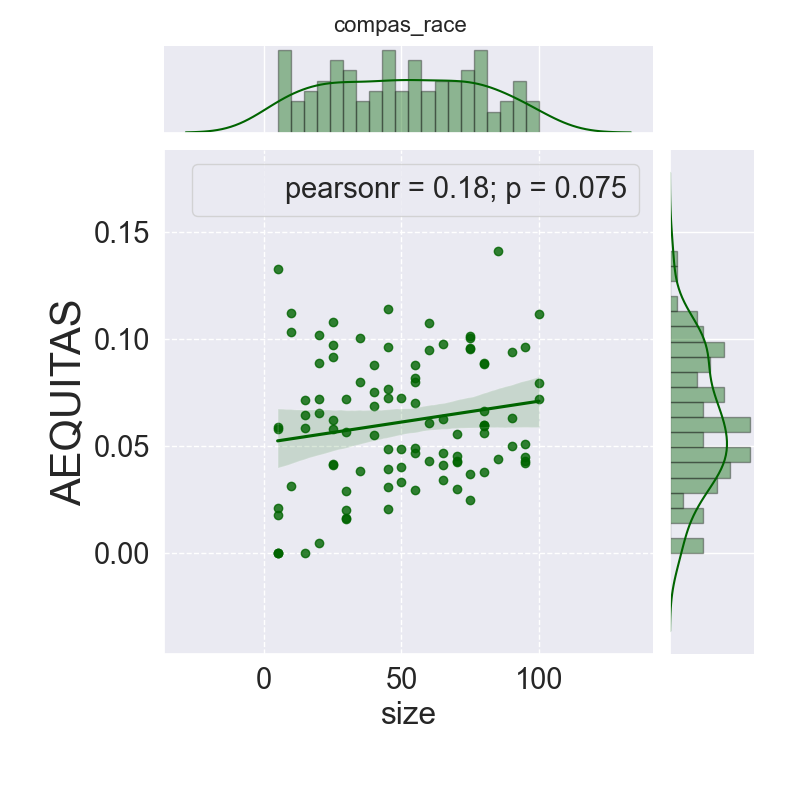 compas_race
pearsonr = 0.18; p = 0.075
AEQUITAS
0.15
0.10
0.05
0.00
0
50
100
size